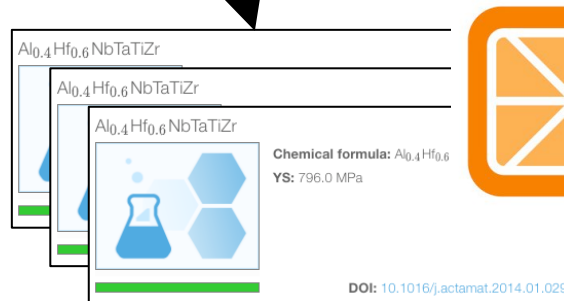 Al₀.₄Hf₀.₆NbTaTiZr
Al₀.₄Hf₀.₆NbTaTiZr
Al₀.₄Hf₀.₆NbTaTiZr
Chemical formula: Al₀.₄Hf₀.₆
YS: 796.0 MPa
DOI: 10.1016/j.actamat.2014.01.029